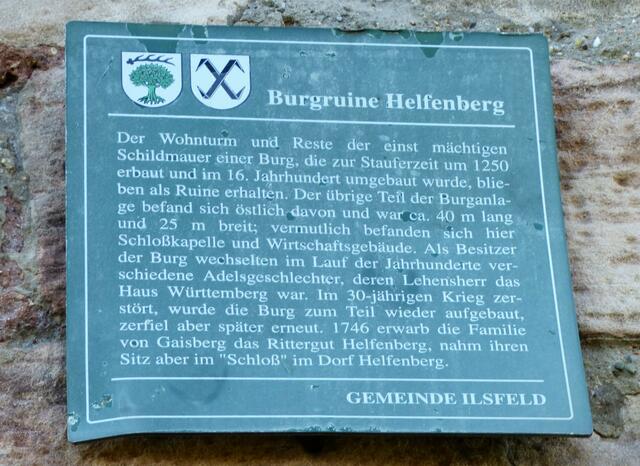 Burgruine Helfenberg
Der Wohnturm und Reste der einst mächtigen
Schildmauer einer Burg, die zur Stauferzeit um 1250
erbaut und im 16. Jahrhundert umgebaut wurde, blie-
ben als Ruine erhalten. Der übrige Teil der Burganla-
ge befand sich östlich davon und war ca. 40 m lang
und 25 m breit; vermutlich befanden sich hier
Schloßkapelle und Wirtschaftsgebäude. Als Besitzer
der Burg wechselten im Lauf der Jahrhunderte ver-
schiedene Adelsgeschlechter, deren Lehensherr das
Haus Württemberg war. Im 30-jährigen Krieg zer-
stört, wurde die Burg zum Teil wieder aufgebaut,
zerfiel aber später erneut. 1746 erwarb die Familie
von Gaisberg das Rittergut Helfenberg, nahm ihren
Sitz aber im "Schloß" im Dorf Helfenberg.
GEMEINDE ILSFELD